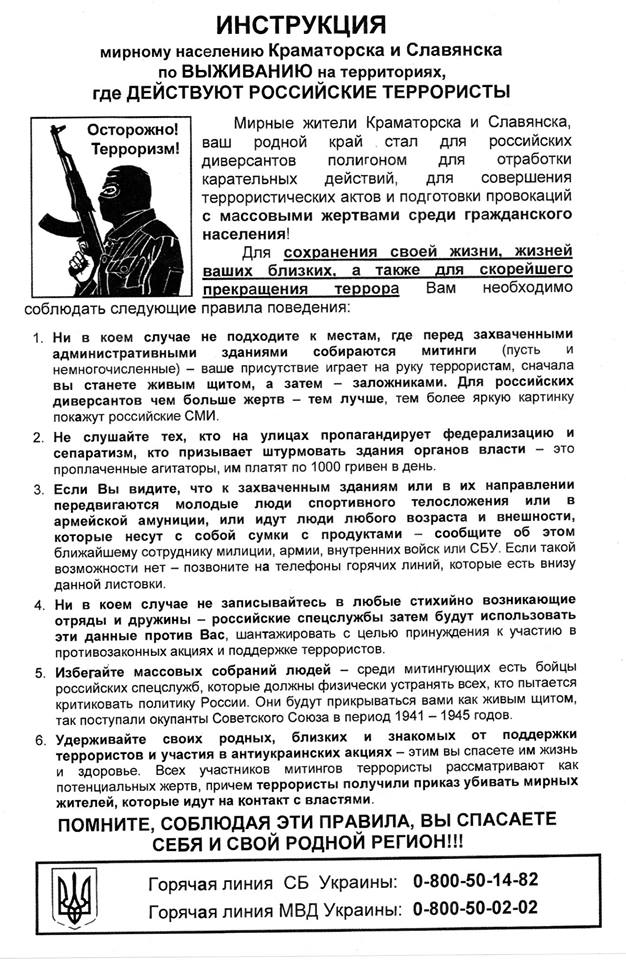 ИНСТРУКЦИЯ
мирному населению Краматорска и Славянска
по ВЫЖИВАНИЮ на территориях,
где ДЕЙСТВУЮТ РОССИЙСКИЕ ТЕРРОРИСТЫ
Осторожно!
Терроризм!
Мирные жители Краматорска и Славянска,
ваш родной край стал для российских
диверсантов полигоном для отработки
карательных действий, для совершения
террористических актов и подготовки провокаций
с массовыми жертвами среди гражданского
населения!
Для сохранения своей жизни, жизней
ваших близких, а также для скорейшего
прекращения террора Вам необходимо
соблюдать следующие правила поведения:
1. Ни в коем случае не подходите к местам, где перед захваченными
административными зданиями собираются митинги (пусть и
немногочисленные) – ваше присутствие играет на руку террористам, сначала
вы станете живым щитом, а затем – заложниками. Для российских
диверсантов чем больше жертв – тем лучше, тем более яркую картинку
покажут российские СМИ.
2. Не слушайте тех, кто на улицах пропагандирует федерализацию и
сепаратизм, кто призывает штурмовать здания органов власти – это
проплаченные агитаторы, им платят по 1000 гривен в день.
3. Если Вы видите, что к захваченным зданиям или в их направлении
передвигаются молодые люди спортивного телосложения или в
армейской амуниции, или идут люди любого возраста и внешности,
которые несут с собой сумки с продуктами – сообщите об этом
ближайшему сотруднику милиции, армии, внутренних войск или СБУ. Если такой
возможности нет – позвоните на телефоны горячих линий, которые есть внизу
данной листовки.
4. Ни в коем случае не записывайтесь в любые стихийно возникающие
отряды и дружины – российские спецслужбы затем будут использовать
эти данные против Вас, шантажировать с целью принуждения к участию в
противозаконных акциях и поддержке террористов.
5. Избегайте массовых собраний людей – среди митингующих есть бойцы
российских спецслужб, которые должны физически устранять всех, кто пытается
критиковать политику России. Они будут прикрываться вами как живым щитом,
так поступали окупанты Советского Союза в период 1941 – 1945 годов.
6. Удерживайте своих родных, близких и знакомых от поддержки
террористов и участия в антиукраинских акциях – этим вы спасете им жизнь
и здоровье. Всех участников митингов террористы рассматривают как
потенциальных жертв, причем террористы получили приказ убивать мирных
жителей, которые идут на контакт с властями.
ПОМНИТЕ, СОБЛЮДАЯ ЭТИ ПРАВИЛА, ВЫ СПАСАЕТЕ
СЕБЯ И СВОЙ РОДНОЙ РЕГИОН!!!
Горячая линия СБ Украины: 0-800-50-14-82
Горячая линия МВД Украины: 0-800-50-02-02